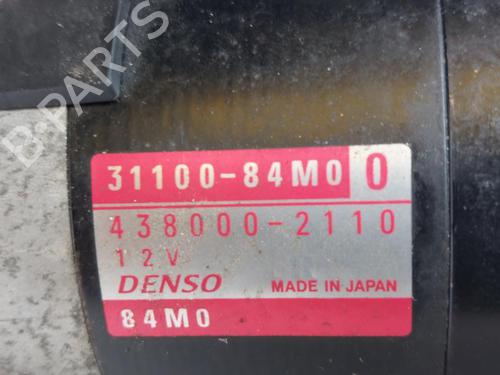 B-PARTS
31100-84M0 0
438000-2110
12V
DENSO MADE IN JAPAN
84M0